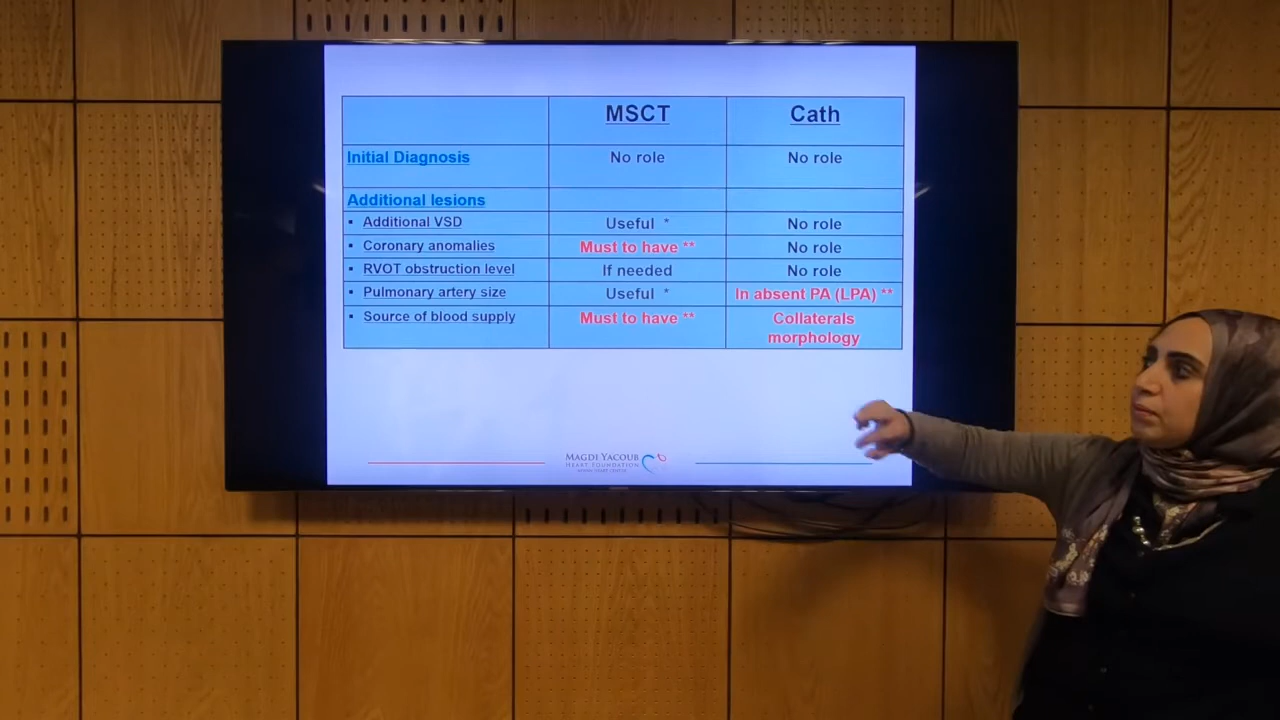 MSCT Cath
Initial Diagnosis No role No role
Additional lesions
▪ Additional VSD Useful * No role
▪ Coronary anomalies Must to have ** No role
▪ RVOT obstruction level If needed No role
▪ Pulmonary artery size Useful * In absent PA (LPA) **
▪ Source of blood supply Must to have ** Collaterals
morphology
MAGDI YACOUB
HEART FOUNDATION